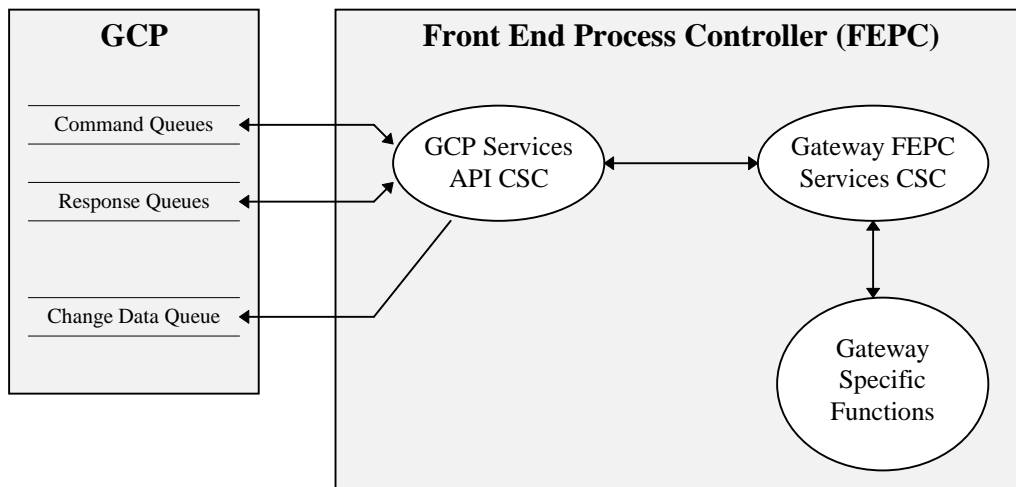 GCP
Command Queues
Response Queues
Change Data Queue
Front End Process Controller (FEPC)
GCP Services
API CSC
Gateway FEPC
Services CSC
Gateway
Specific
Functions